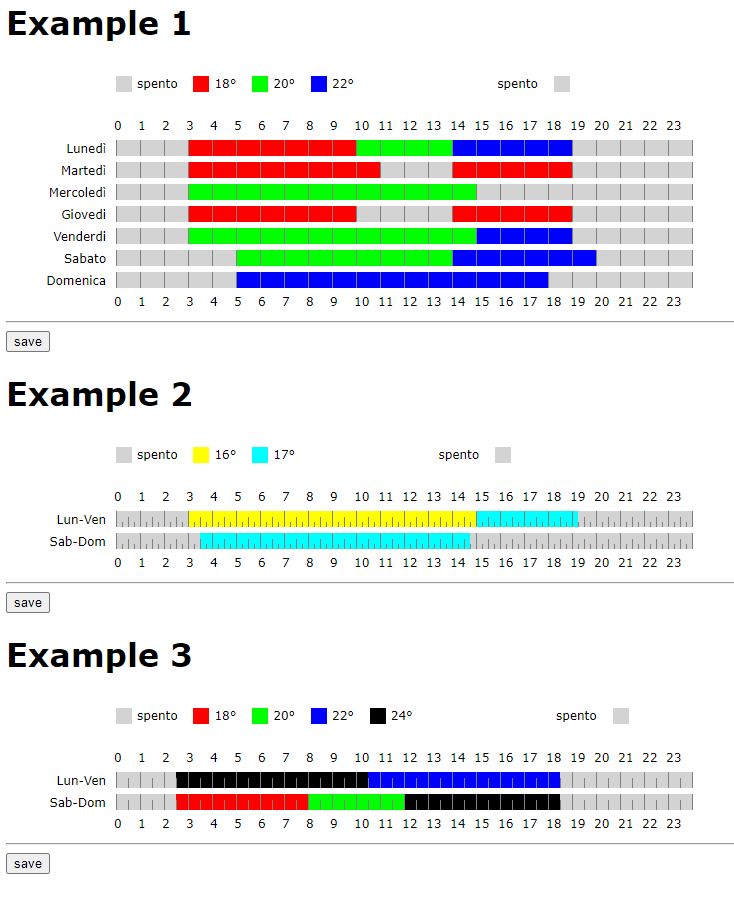 Example 1
spento 18° 20° 22° spento
0 1 2 3 4 5 6 7 8 9 10 11 12 13 14 15 16 17 18 19 20 21 22 23
Lunedì
Martedì
Mercoledì
Giovedì
Venderdì
Sabato
Domenica
0 1 2 3 4 5 6 7 8 9 10 11 12 13 14 15 16 17 18 19 20 21 22 23
save
Example 2
spento 16° 17° spento
0 1 2 3 4 5 6 7 8 9 10 11 12 13 14 15 16 17 18 19 20 21 22 23
Lun-Ven
Sab-Dom
0 1 2 3 4 5 6 7 8 9 10 11 12 13 14 15 16 17 18 19 20 21 22 23
save
Example 3
spento 18° 20° 22° 24° spento
0 1 2 3 4 5 6 7 8 9 10 11 12 13 14 15 16 17 18 19 20 21 22 23
Lun-Ven
Sab-Dom
0 1 2 3 4 5 6 7 8 9 10 11 12 13 14 15 16 17 18 19 20 21 22 23
save